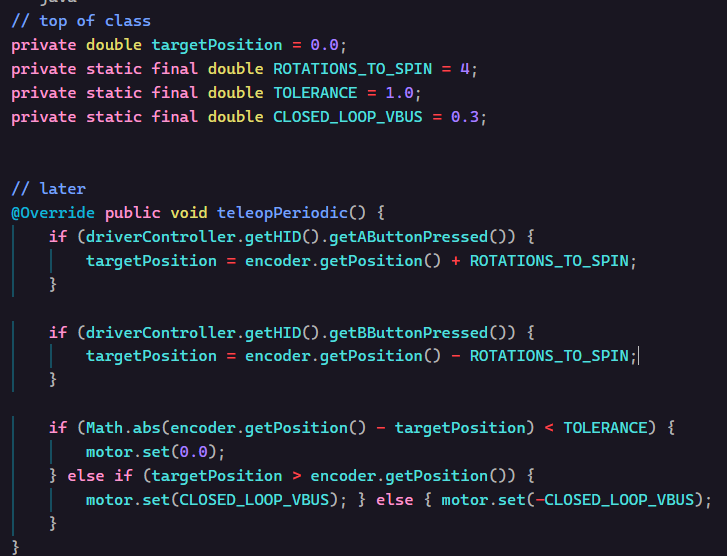 java
// top of class
private double targetPosition = 0.0;
private static final double ROTATIONS_TO_SPIN = 4;
private static final double TOLERANCE = 1.0;
private static final double CLOSED_LOOP_VBUS = 0.3;
// later
@Override public void teleopPeriodic() {
    if (driverController.getHID().getAButtonPressed()) {
        targetPosition = encoder.getPosition() + ROTATIONS_TO_SPIN;
    }
    if (driverController.getHID().getBButtonPressed()) {
        targetPosition = encoder.getPosition() - ROTATIONS_TO_SPIN;
    }
    if (Math.abs(encoder.getPosition() - targetPosition) < TOLERANCE) {
        motor.set(0.0);
    } else if (targetPosition > encoder.getPosition()) {
        motor.set(CLOSED_LOOP_VBUS); } else { motor.set(-CLOSED_LOOP_VBUS);
    }
}